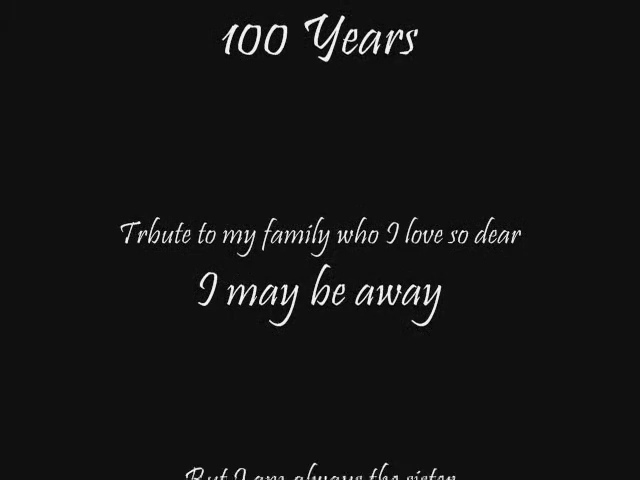 100 Years
Trbute to my family who I love so dear
I may be away
But I am always the sister